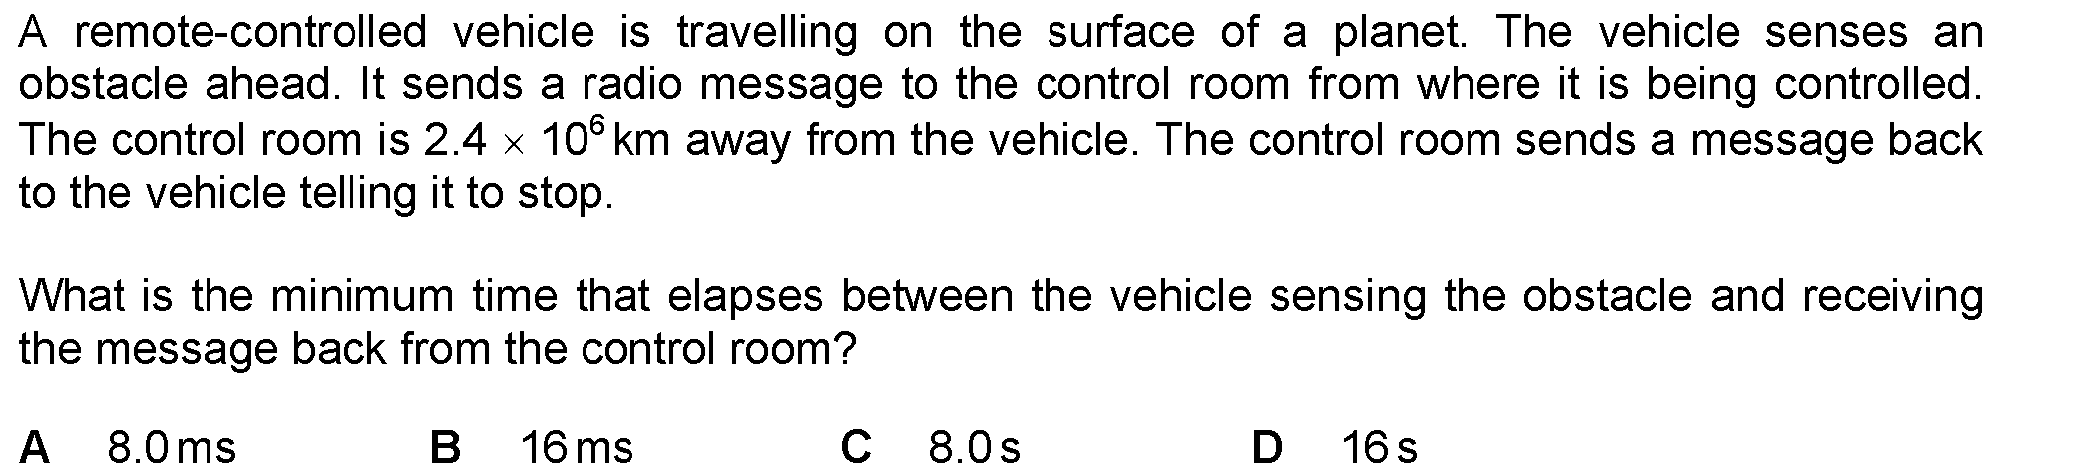 A remote-controlled vehicle is travelling on the surface of a planet. The vehicle senses an
obstacle ahead. It sends a radio message to the control room from where it is being controlled.
The control room is 2.4 × 10⁶ km away from the vehicle. The control room sends a message back
to the vehicle telling it to stop.
What is the minimum time that elapses between the vehicle sensing the obstacle and receiving
the message back from the control room?
A 8.0 ms B 16 ms C 8.0 s D 16 s